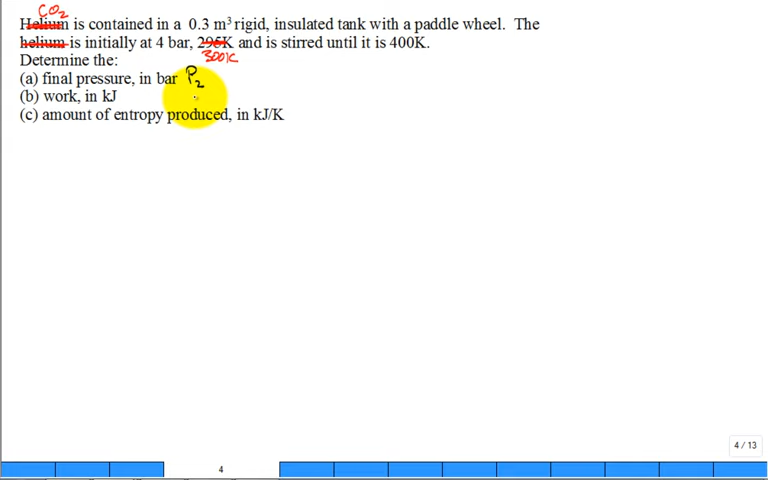 CO2
Helium is contained in a 0.3 m³ rigid, insulated tank with a paddle wheel. The
helium is initially at 4 bar, 295K and is stirred until it is 400K.
300K
Determine the:
(a) final pressure, in bar P2
(b) work, in kJ
(c) amount of entropy produced, in kJ/K
4 / 13
4